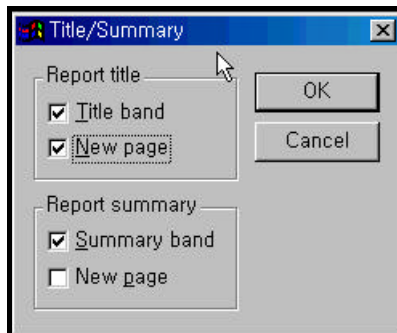 Title/Summary
Report title
Title band
New page
OK
Cancel
Report summary
Summary band
New page